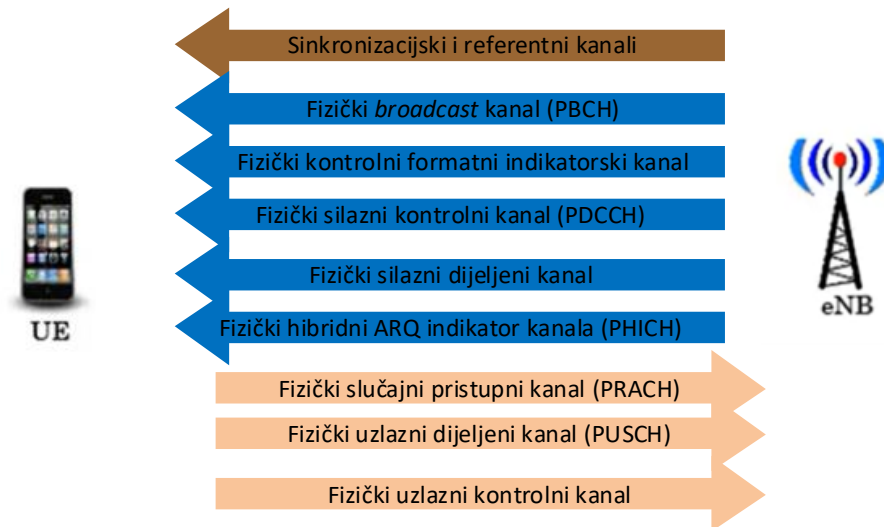 Sinkronizacijski i referentni kanali
Fizički broadcast kanal (PBCH)
Fizički kontrolni formatni indikatorski kanal
Fizički silazni kontrolni kanal (PDCCH)
Fizički silazni dijeljeni kanal
Fizički hibridni ARQ indikator kanala (PHICH)
Fizički slučajni pristupni kanal (PRACH)
Fizički uzlazni dijeljeni kanal (PUSCH)
Fizički uzlazni kontrolni kanal
UE
eNB